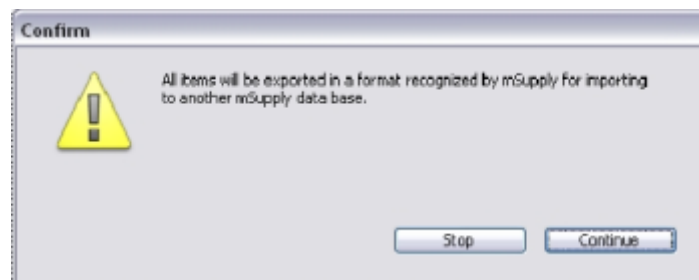 Confirm
All items will be exported in a format recognized by mSupply for importing
to another mSupply data base.
Stop
Continue